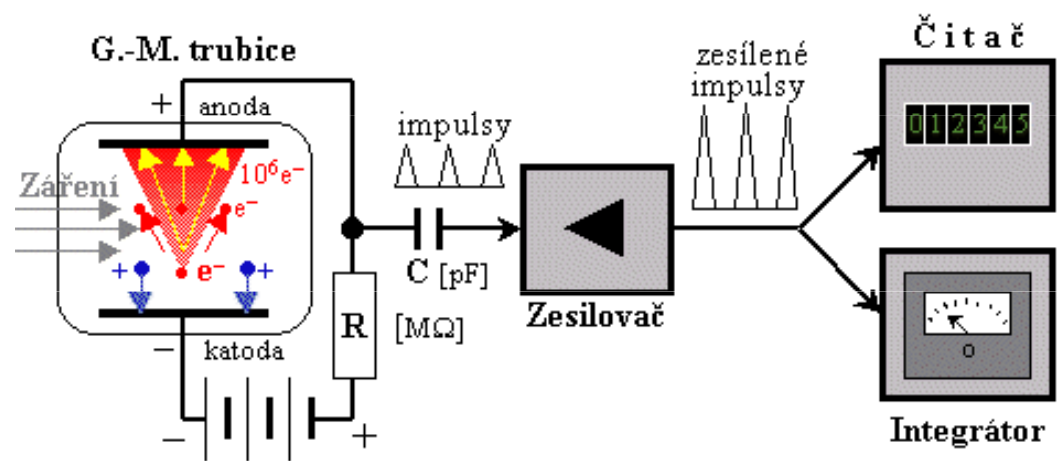 G.-M. trubice
+ anoda
Záření
10⁶e⁻
e⁻ e⁻
+ e⁻ +
− katoda
− +
R
[MΩ]
impulsy
C [pF]
Zesilovač
zesílené
impulsy
Čitač
012345
0
Integrátor